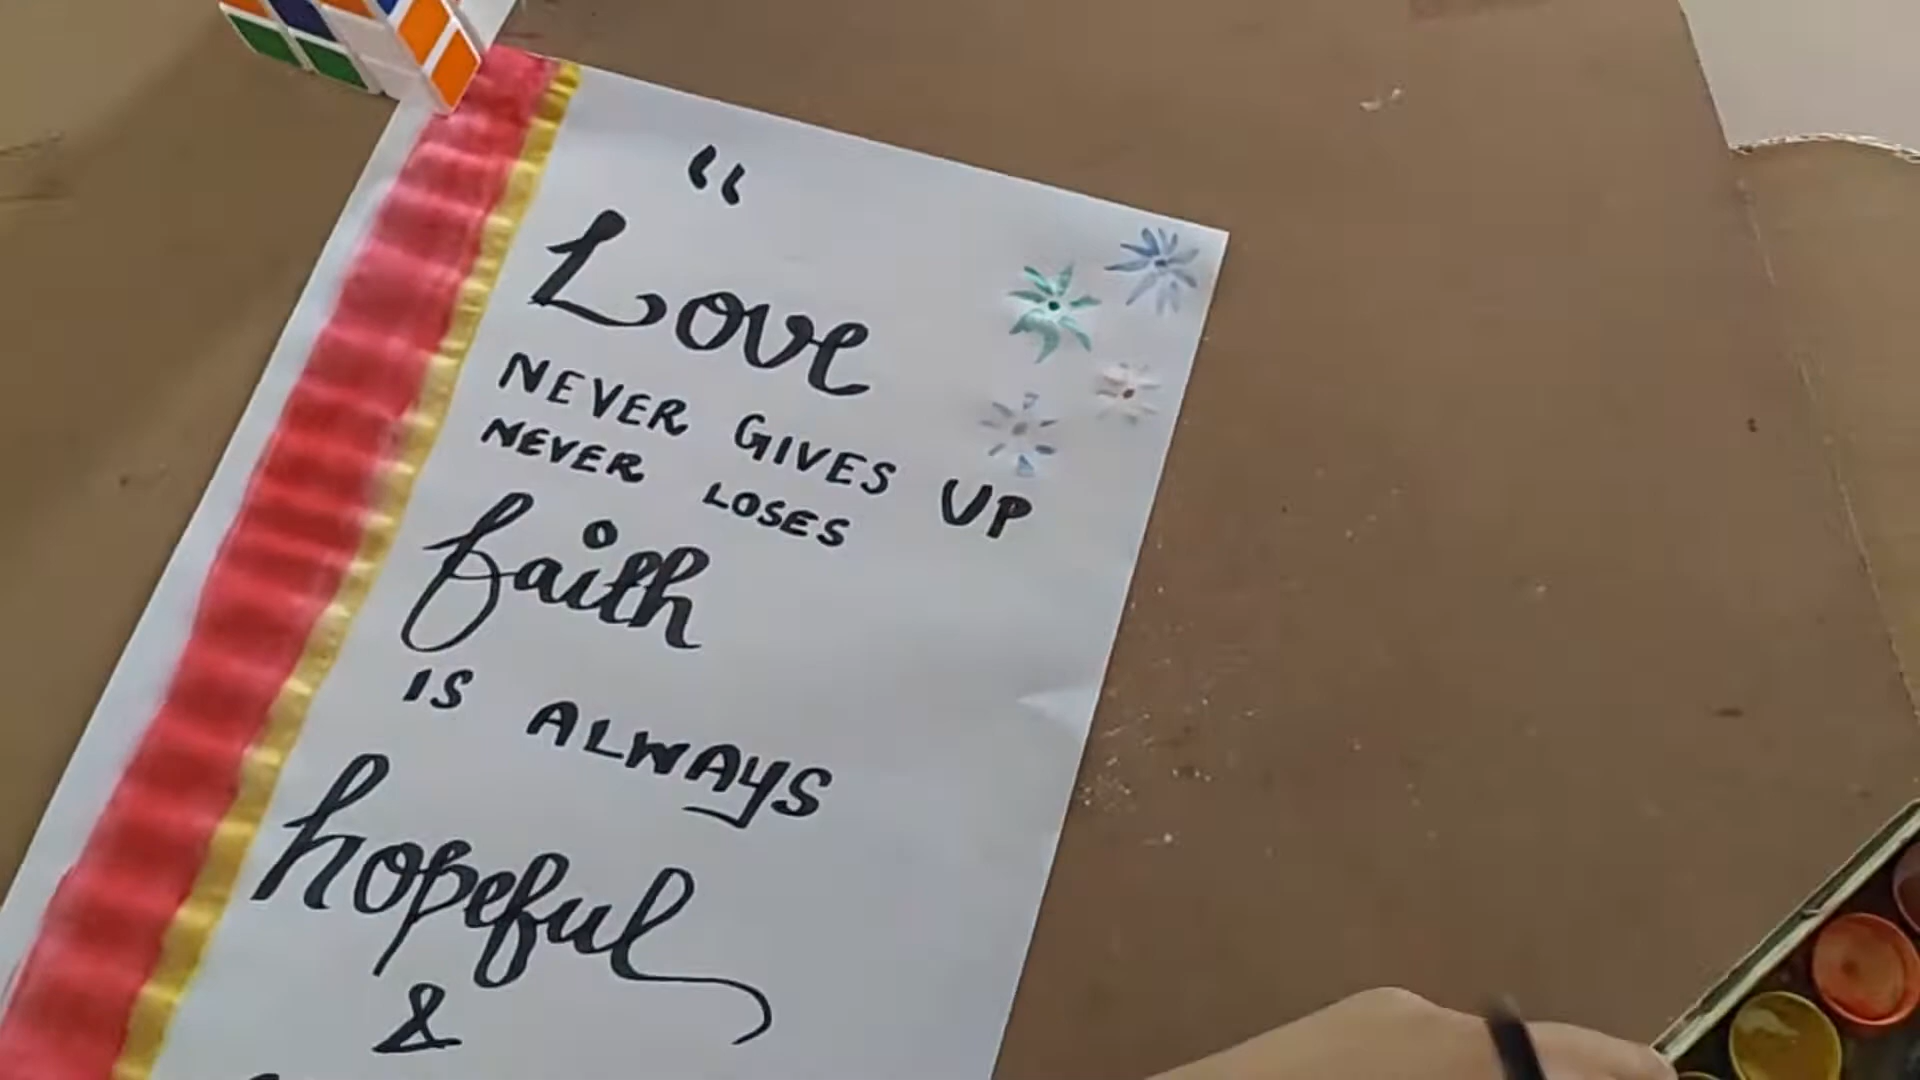 “
Love
NEVER GIVES UP
NEVER LOSES
faith
IS ALWAYS
hopeful
&